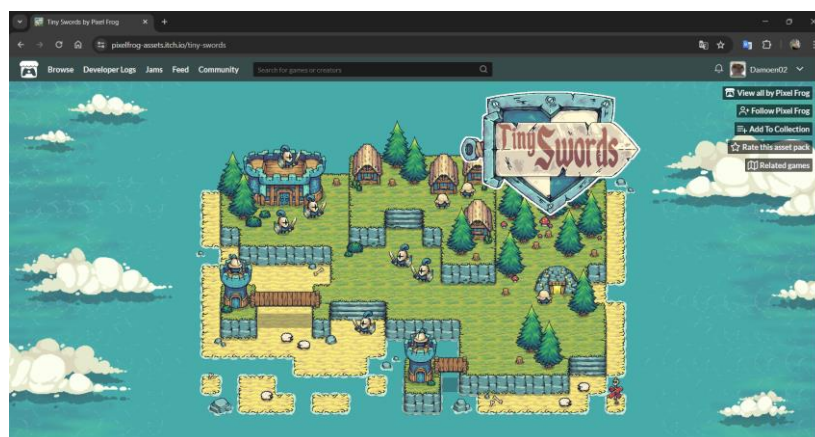 Tiny Swords by Pixel Frog
pixelfrog-assets.itch.io/tiny-swords
Browse Developer Logs Jams Feed Community Search for games or creators Damoen02
View all by Pixel Frog
Follow Pixel Frog
Add To Collection
Rate this asset pack
Related games
Tiny Swords